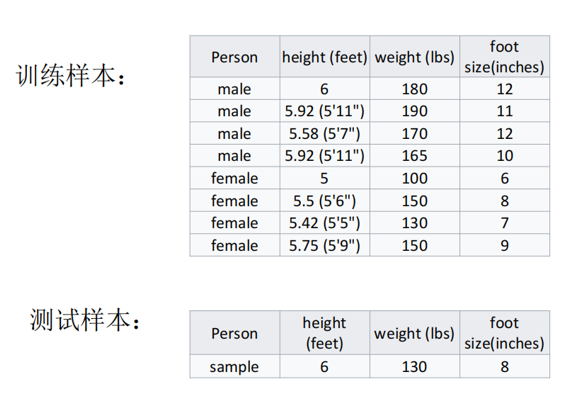 训练样本：
Person height (feet) weight (lbs) foot size(inches)
male 6 180 12
male 5.92 (5'11") 190 11
male 5.58 (5'7") 170 12
male 5.92 (5'11") 165 10
female 5 100 6
female 5.5 (5'6") 150 8
female 5.42 (5'5") 130 7
female 5.75 (5'9") 150 9
测试样本：
Person height (feet) weight (lbs) foot size(inches)
sample 6 130 8